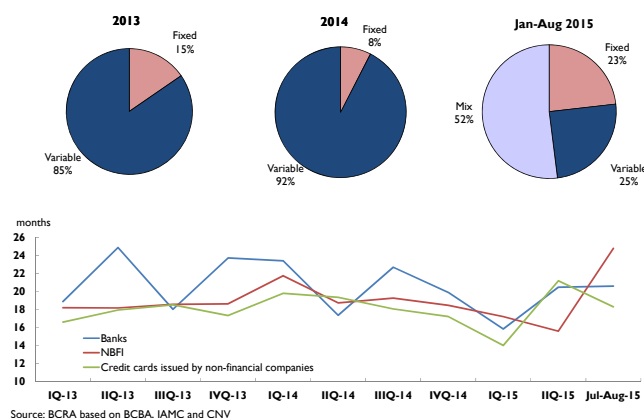 2013
2014
Jan-Aug 2015
Fixed
15%
Variable
85%
Fixed
8%
Variable
92%
Fixed
23%
Mix
52%
Variable
25%
months
26
24
22
20
18
16
14
12
10
Banks
NBFI
Credit cards issued by non-financial companies
IQ-13
IIQ-13
IIIQ-13
IVQ-13
IQ-14
IIQ-14
IIIQ-14
IVQ-14
IQ-15
IIQ-15
Jul-Aug-15
Source: BCRA based on BCBA, IAMC and CNV